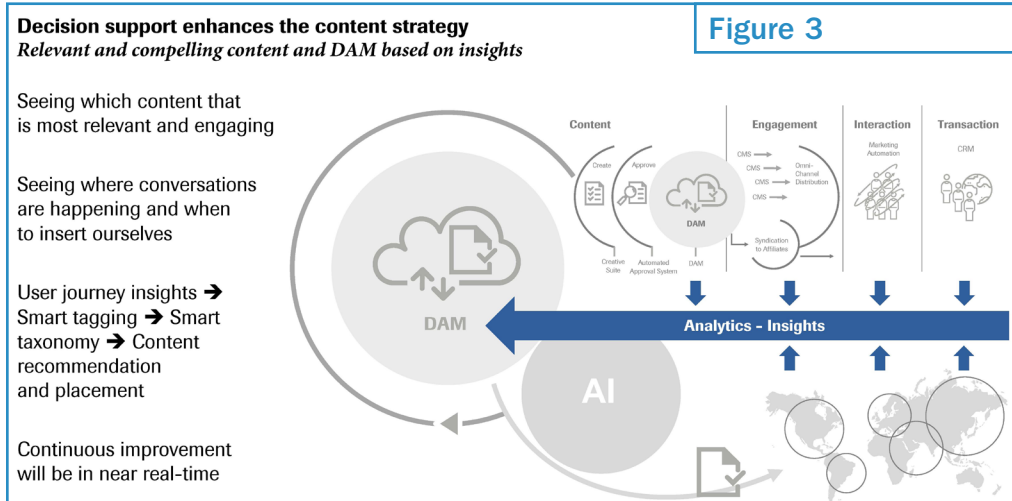 Decision support enhances the content strategy
Relevant and compelling content and DAM based on insights
Figure 3
Seeing which content that
is most relevant and engaging
Seeing where conversations
are happening and when
to insert ourselves
User journey insights ➔
Smart tagging ➔ Smart
taxonomy ➔ Content
recommendation
and placement
Continuous improvement
will be in near real-time
DAM
AI
Content
Create
Approve
DAM
Creative
Suite
Automated
Approval System
DAM
Engagement
CMS
CMS
CMS
CMS
Omni-
Channel
Distribution
Syndication
to Affiliates
Interaction
Marketing
Automation
Transaction
CRM
Analytics – Insights